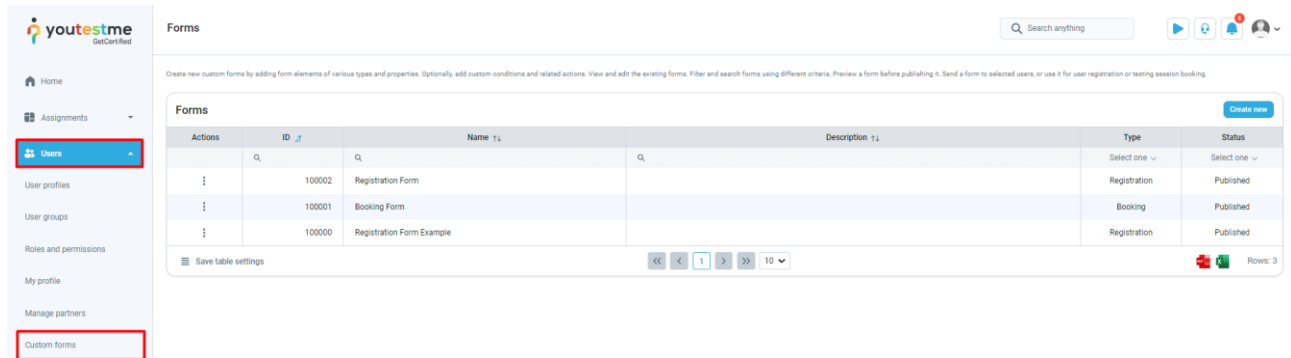 youtestme
GetCertified
Forms
Search anything
6
Home
Assignments
Users
User profiles
User groups
Roles and permissions
My profile
Manage partners
Custom forms
Create new custom forms by adding form elements of various types and properties. Optionally, add custom conditions and related actions. View and edit the existing forms. Filter and search forms using different criteria. Preview a form before publishing it. Send a form to selected users, or use it for user registration or testing session booking.
Forms
Create new
Actions ID Name Description Type Status
Select one Select one
100002 Registration Form Registration Published
100001 Booking Form Booking Published
100000 Registration Form Example Registration Published
Save table settings
1
10
Rows: 3